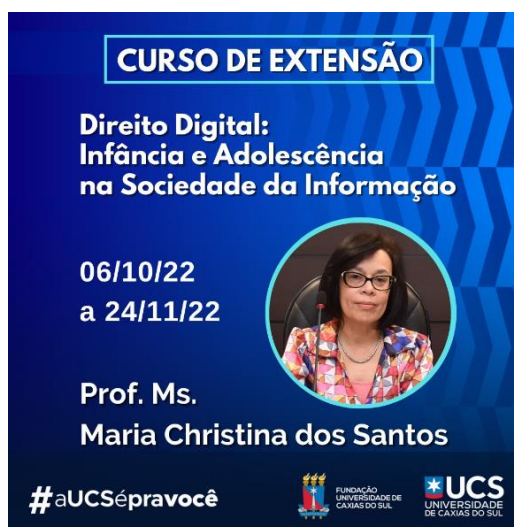 CURSO DE EXTENSÃO
Direito Digital:
Infância e Adolescência
na Sociedade da Informação
06/10/22
a 24/11/22
Prof. Ms.
Maria Christina dos Santos
#aUCSépravocê
FUNDAÇÃO
UNIVERSIDADE DE
CAXIAS DO SUL
UCS
UNIVERSIDADE
DE CAXIAS DO SUL